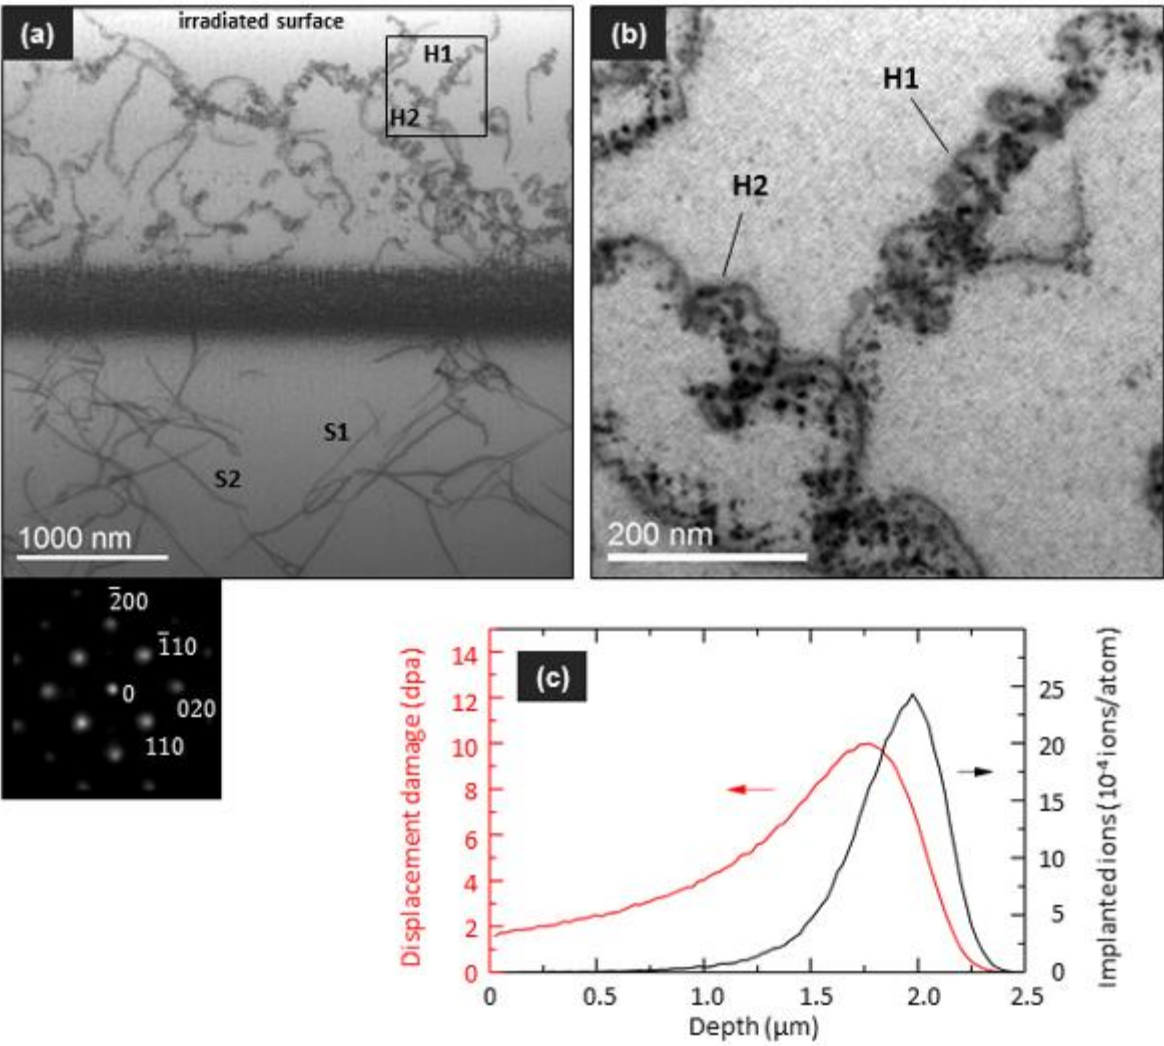 (a)
irradiated surface
H1
H2
S1
S2
1000 nm
(b)
H1
H2
200 nm
2̅00
1̅10
0
020
110
(c)
Displacement damage (dpa)
14
12
10
8
6
4
2
0
25
20
15
10
5
0
Implanted ions (10⁻⁴ ions/atom)
0 0.5 1.0 1.5 2.0 2.5
Depth (μm)